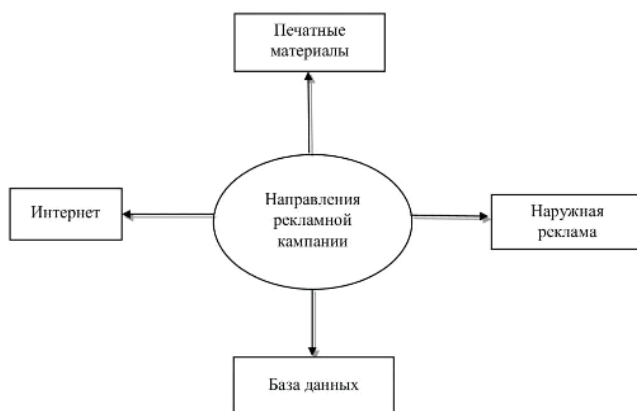 Печатные
материалы
Интернет
Направления
рекламной
кампании
Наружная
реклама
База данных